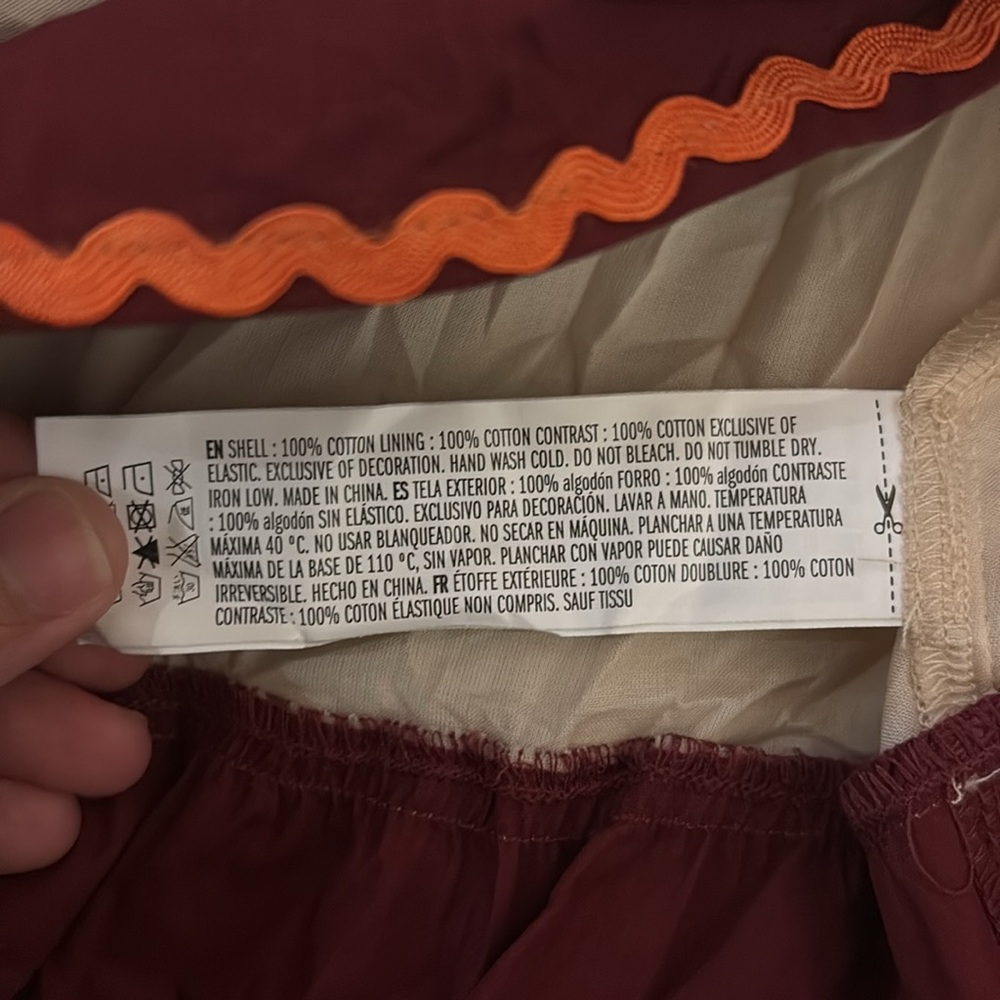 EN SHELL : 100% COTTON LINING : 100% COTTON CONTRAST : 100% COTTON EXCLUSIVE OF
ELASTIC. EXCLUSIVE OF DECORATION. HAND WASH COLD. DO NOT BLEACH. DO NOT TUMBLE DRY.
IRON LOW. MADE IN CHINA. ES TELA EXTERIOR : 100% algodón FORRO : 100% algodón CONTRASTE
: 100% algodón SIN ELÁSTICO. EXCLUSIVO PARA DECORACIÓN. LAVAR A MANO. TEMPERATURA
MÁXIMA 40 ºC. NO USAR BLANQUEADOR. NO SECAR EN MÁQUINA. PLANCHAR A UNA TEMPERATURA
MÁXIMA DE LA BASE DE 110 ºC, SIN VAPOR. PLANCHAR CON VAPOR PUEDE CAUSAR DAÑO
IRREVERSIBLE. HECHO EN CHINA. FR ÉTOFFE EXTÉRIEURE : 100% COTON DOUBLURE : 100% COTON
CONTRASTE : 100% COTON ÉLASTIQUE NON COMPRIS. SAUF TISSU